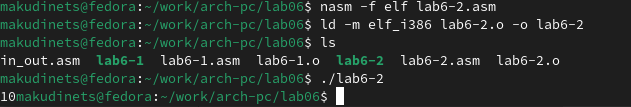 makudinets@fedora:~/work/arch-pc/lab06$ nasm -f elf lab6-2.asm
makudinets@fedora:~/work/arch-pc/lab06$ ld -m elf_i386 lab6-2.o -o lab6-2
makudinets@fedora:~/work/arch-pc/lab06$ ls
in_out.asm  lab6-1  lab6-1.asm  lab6-1.o  lab6-2  lab6-2.asm  lab6-2.o
makudinets@fedora:~/work/arch-pc/lab06$ ./lab6-2
10makudinets@fedora:~/work/arch-pc/lab06$